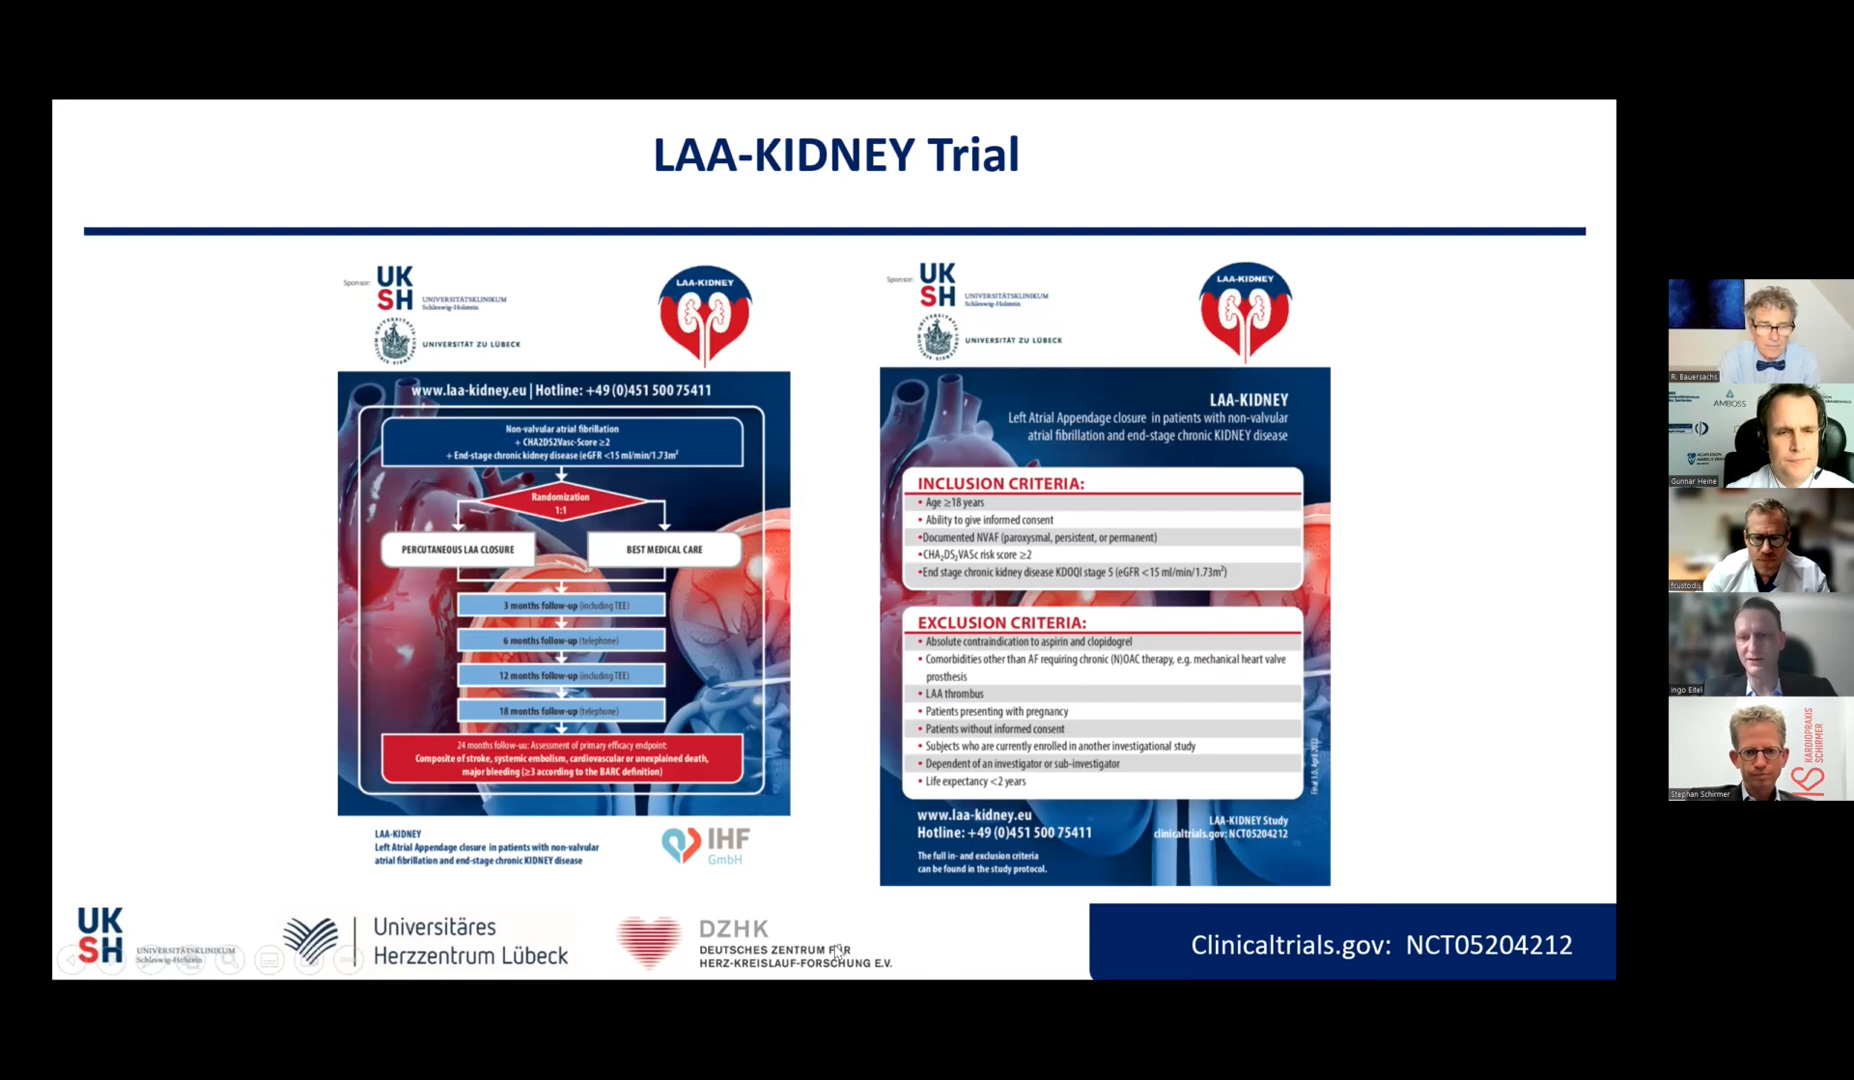 LAA-KIDNEY Trial
Sponsor:
UK
SH
UNIVERSITÄTSKLINIKUM
Schleswig-Holstein
UNIVERSITÄT ZU LÜBECK
LAA-KIDNEY
www.laa-kidney.eu | Hotline: +49 (0)451 500 75411
Non-valvular atrial fibrillation
+ CHA2DS2Vasc-Score ≥2
+ End-stage chronic kidney disease (eGFR <15 ml/min/1.73m²
Randomization
1:1
PERCUTANEOUS LAA CLOSURE
BEST MEDICAL CARE
3 months follow-up (including TEE)
6 months follow-up (telephone)
12 months follow-up (including TEE)
18 months follow-up (telephone)
24 months follow-uu: Assessment of primary efficacy endpoint:
Composite of stroke, systemic embolism, cardiovascular or unexplained death,
major bleeding (≥3 according to the BARC definition)
LAA-KIDNEY
Left Atrial Appendage closure in patients with non-valvular
atrial fibrillation and end-stage chronic KIDNEY disease
IHF
GmbH
Sponsor:
UK
SH
UNIVERSITÄTSKLINIKUM
Schleswig-Holstein
UNIVERSITÄT ZU LÜBECK
LAA-KIDNEY
LAA-KIDNEY
Left Atrial Appendage closure in patients with non-valvular
atrial fibrillation and end-stage chronic KIDNEY disease
INCLUSION CRITERIA:
• Age ≥18 years
• Ability to give informed consent
•Documented NVAF (paroxysmal, persistent, or permanent)
•CHA₂DS₂VASc risk score ≥2
•End stage chronic kidney disease KDOQI stage 5 (eGFR <15 ml/min/1.73m²)
EXCLUSION CRITERIA:
• Absolute contraindication to aspirin and clopidogrel
• Comorbidities other than AF requiring chronic (N)OAC therapy, e.g. mechanical heart valve
prosthesis
• LAA thrombus
• Patients presenting with pregnancy
• Patients without informed consent
• Subjects who are currently enrolled in another investigational study
• Dependent of an investigator or sub-investigator
• Life expectancy <2 years
www.laa-kidney.eu
Hotline: +49 (0)451 500 75411
The full in- and exclusion criteria
can be found in the study protocol.
LAA-KIDNEY Study
clinicaltrials.gov: NCT05204212
UK
SH
UNIVERSITÄTSKLINIKUM
Schleswig-Holstein
Universitäres
Herzzentrum Lübeck
DZHK
DEUTSCHES ZENTRUM FÜR
HERZ-KREISLAUF-FORSCHUNG E.V.
Clinicaltrials.gov: NCT05204212
R. Bauersachs
AMBOSS
Gunnar Heine
fcustodis
Ingo Eitel
KARDIOPRAXIS
SCHIRMER
Stephan Schirmer